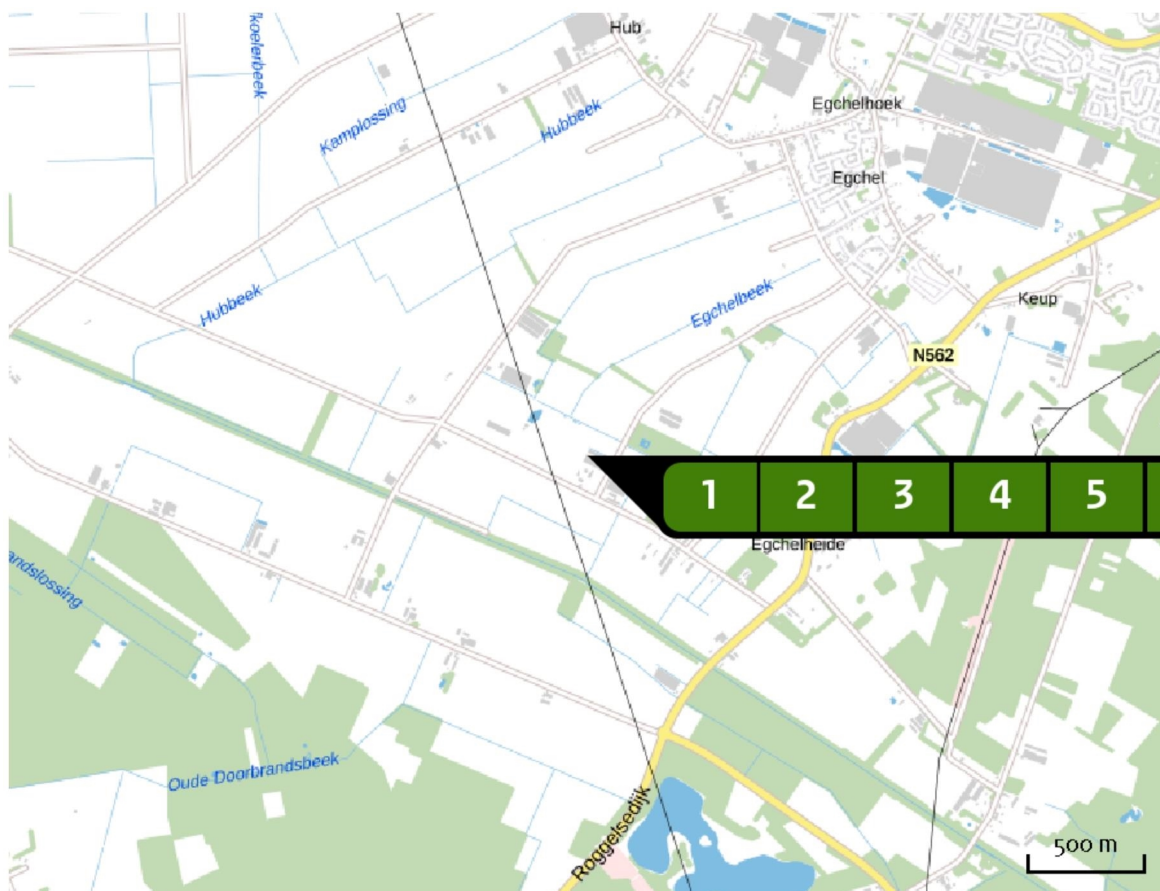 Hub
koelerbeek
Kamplossing
Hubbeek
Egchelhoek
Egchel
Hubbeek
Egchelbeek
Keup
N562
1 2 3 4 5
Egchelheide
andslossing
Oude Doorbrandsbeek
Roggelsedijk
500 m